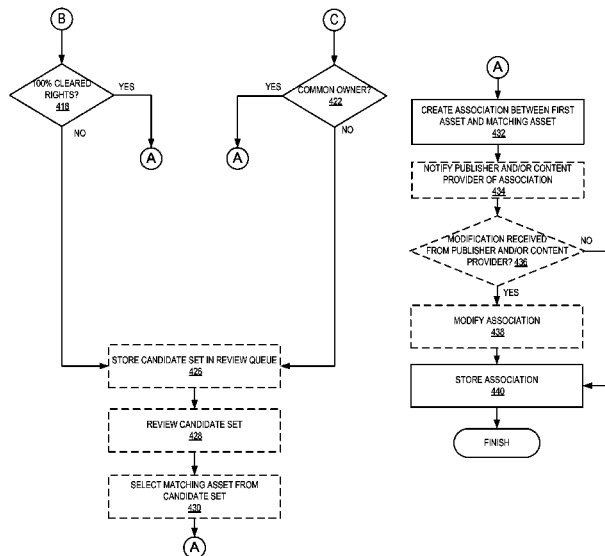 B
100% CLEARED
RIGHTS?
418
YES
NO
A
C
COMMON OWNER?
422
YES
NO
A
STORE CANDIDATE SET IN REVIEW QUEUE
426
REVIEW CANDIDATE SET
428
SELECT MATCHING ASSET FROM
CANDIDATE SET
430
A
A
CREATE ASSOCIATION BETWEEN FIRST
ASSET AND MATCHING ASSET
432
NOTIFY PUBLISHER AND/OR CONTENT
PROVIDER OF ASSOCIATION
434
MODIFICATION RECEIVED
FROM PUBLISHER AND/OR CONTENT
PROVIDER? 436
NO
YES
MODIFY ASSOCIATION
438
STORE ASSOCIATION
440
FINISH